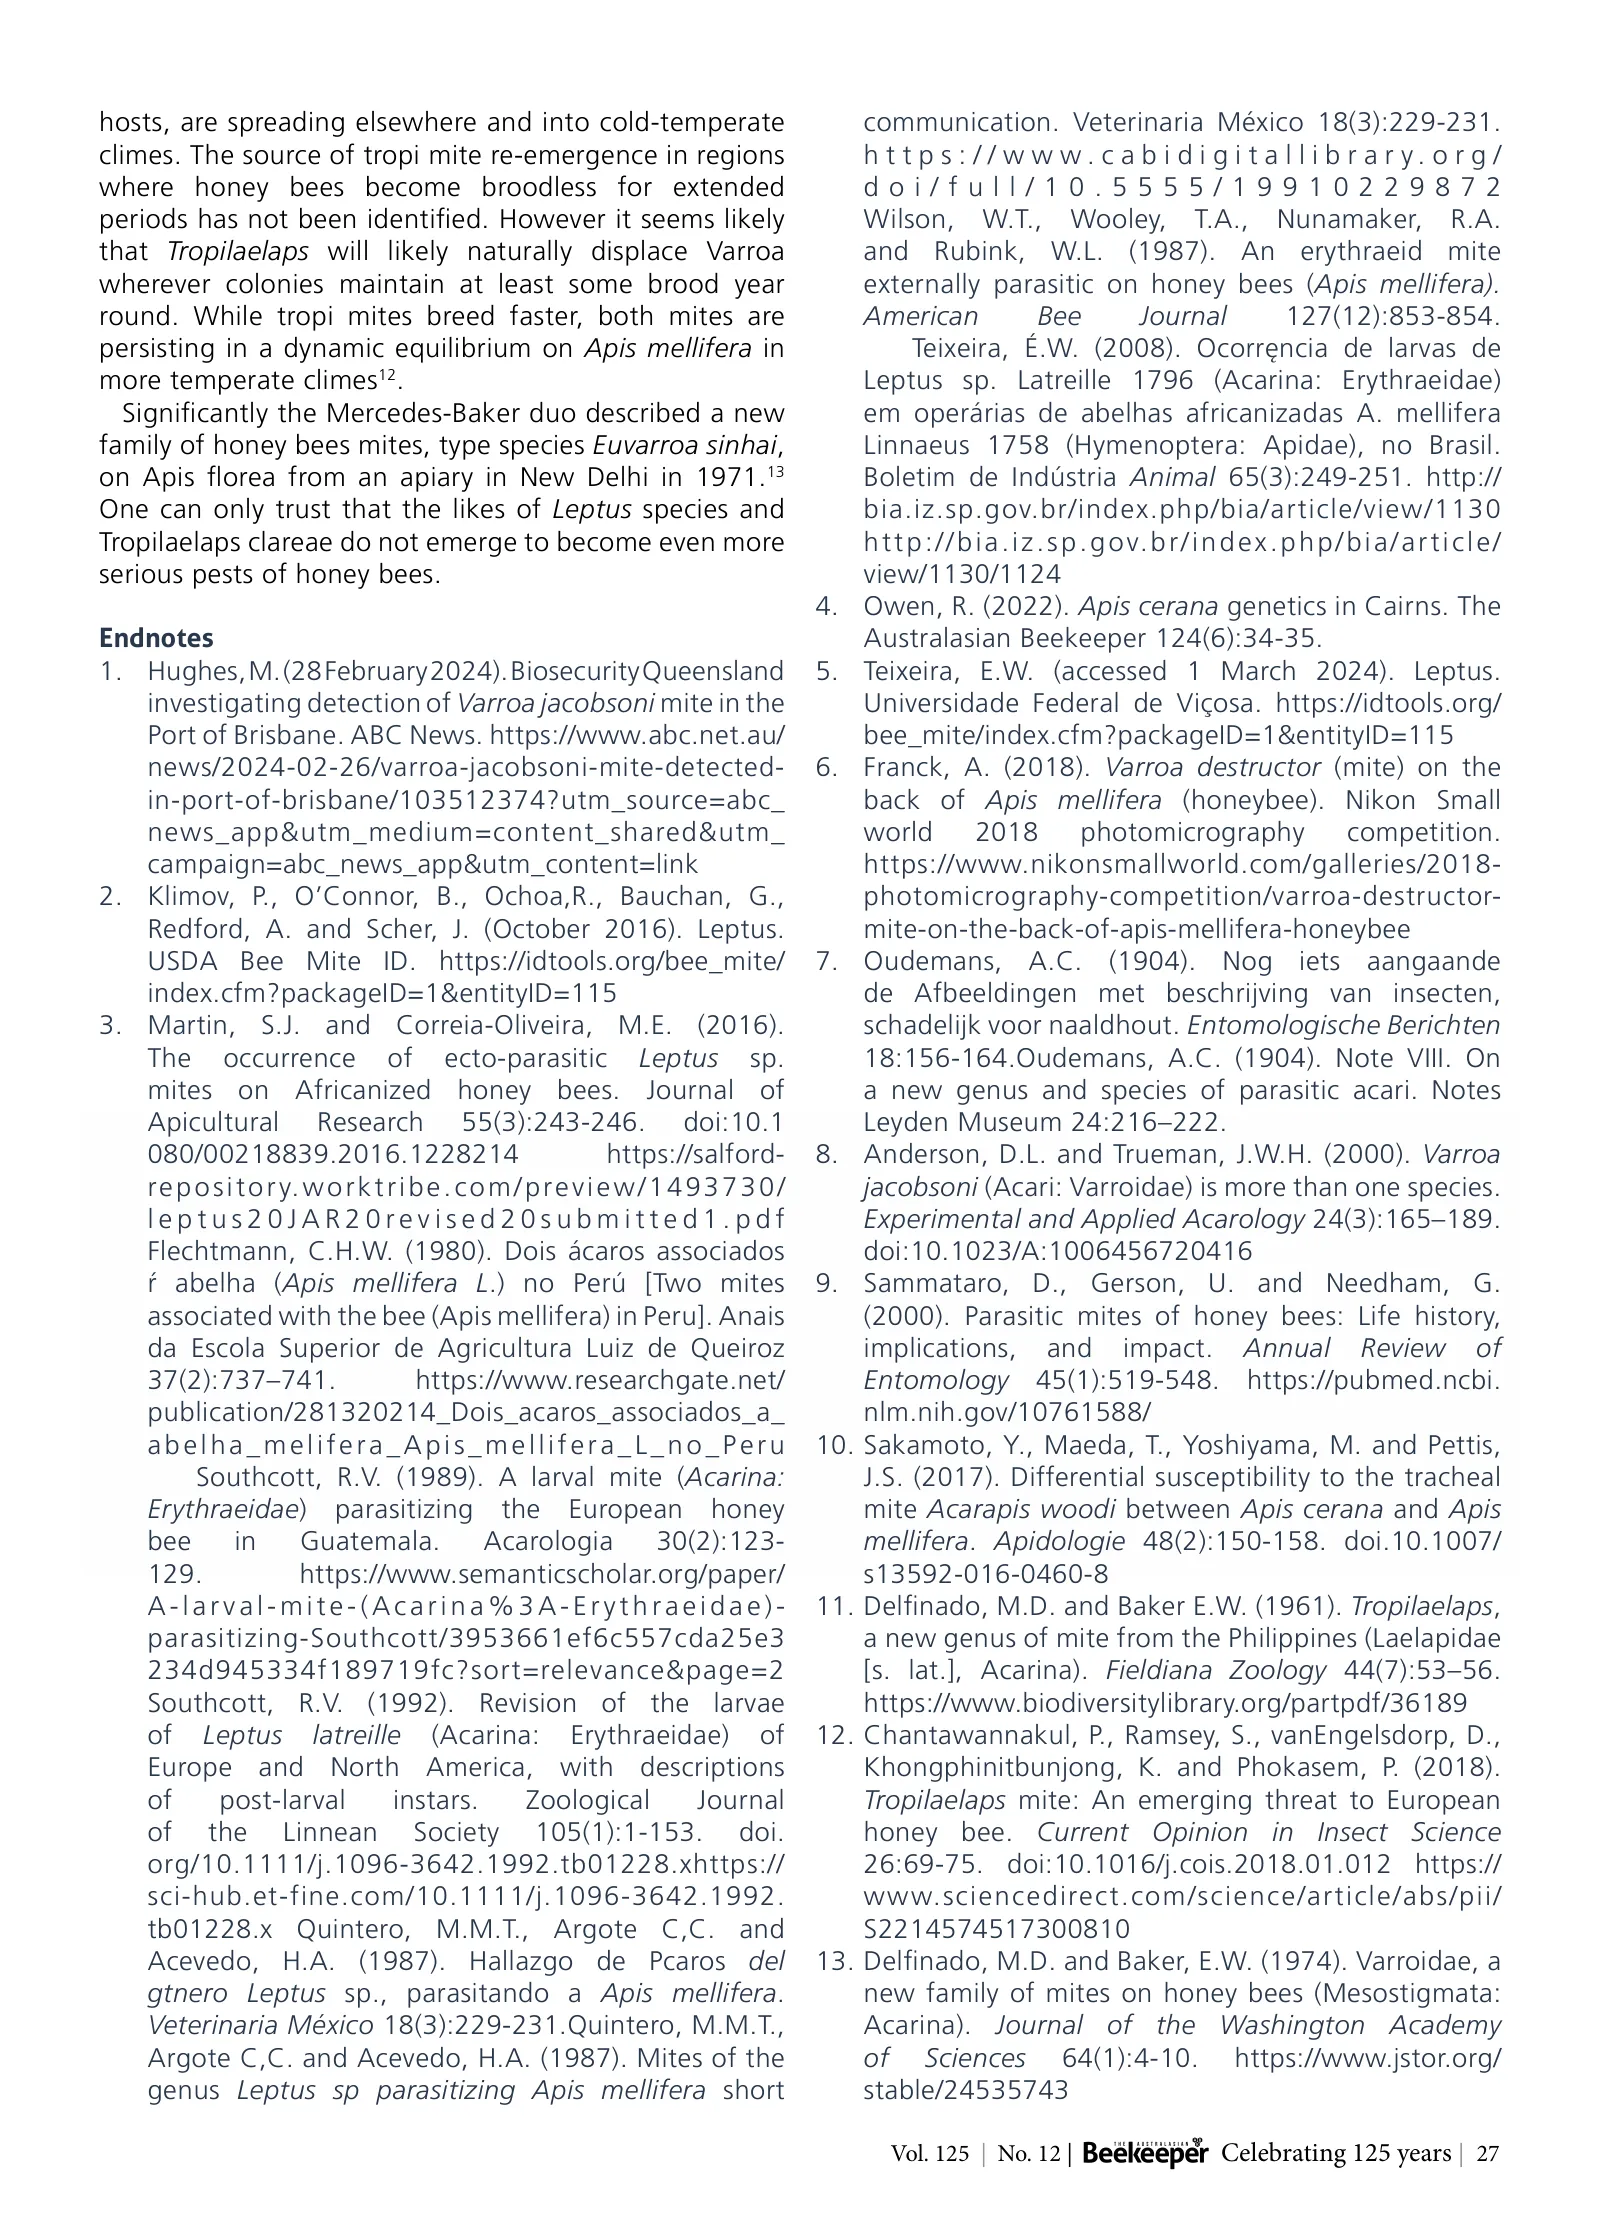 hosts, are spreading elsewhere and into cold-temperate
climes. The source of tropi mite re-emergence in regions
where honey bees become broodless for extended
periods has not been identified. However it seems likely
that Tropilaelaps will likely naturally displace Varroa
wherever colonies maintain at least some brood year
round. While tropi mites breed faster, both mites are
persisting in a dynamic equilibrium on Apis mellifera in
more temperate climes12.
Significantly the Mercedes-Baker duo described a new
family of honey bees mites, type species Euvarroa sinhai,
on Apis florea from an apiary in New Delhi in 1971.13
One can only trust that the likes of Leptus species and
Tropilaelaps clareae do not emerge to become even more
serious pests of honey bees.
Endnotes
1. Hughes, M. (28 February 2024). Biosecurity Queensland
investigating detection of Varroa jacobsoni mite in the
Port of Brisbane. ABC News. https://www.abc.net.au/
news/2024-02-26/varroa-jacobsoni-mite-detected-
in-port-of-brisbane/103512374?utm_source=abc_
news_app&utm_medium=content_shared&utm_
campaign=abc_news_app&utm_content=link
2. Klimov, P., O’Connor, B., Ochoa,R., Bauchan, G.,
Redford, A. and Scher, J. (October 2016). Leptus.
USDA Bee Mite ID. https://idtools.org/bee_mite/
index.cfm?packageID=1&entityID=115
3. Martin, S.J. and Correia-Oliveira, M.E. (2016).
The occurrence of ecto-parasitic Leptus sp.
mites on Africanized honey bees. Journal of
Apicultural Research 55(3):243-246. doi:10.1
080/00218839.2016.1228214 https://salford-
repository.worktribe.com/preview/1493730/
leptus20JAR20revised20submitted1.pdf
Flechtmann, C.H.W. (1980). Dois ácaros associados
ŕ abelha (Apis mellifera L.) no Perú [Two mites
associated with the bee (Apis mellifera) in Peru]. Anais
da Escola Superior de Agricultura Luiz de Queiroz
37(2):737–741. https://www.researchgate.net/
publication/281320214_Dois_acaros_associados_a_
abelha_melifera_Apis_mellifera_L_no_Peru
Southcott, R.V. (1989). A larval mite (Acarina:
Erythraeidae) parasitizing the European honey
bee in Guatemala. Acarologia 30(2):123-
129. https://www.semanticscholar.org/paper/
A-larval-mite-(Acarina%3A-Erythraeidae)-
parasitizing-Southcott/3953661ef6c557cda25e3
234d945334f189719fc?sort=relevance&page=2
Southcott, R.V. (1992). Revision of the larvae
of Leptus latreille (Acarina: Erythraeidae) of
Europe and North America, with descriptions
of post-larval instars. Zoological Journal
of the Linnean Society 105(1):1-153. doi.
org/10.1111/j.1096-3642.1992.tb01228.xhttps://
sci-hub.et-fine.com/10.1111/j.1096-3642.1992.
tb01228.x Quintero, M.M.T., Argote C,C. and
Acevedo, H.A. (1987). Hallazgo de Pcaros del
gtnero Leptus sp., parasitando a Apis mellifera.
Veterinaria México 18(3):229-231.Quintero, M.M.T.,
Argote C,C. and Acevedo, H.A. (1987). Mites of the
genus Leptus sp parasitizing Apis mellifera short
communication. Veterinaria México 18(3):229-231.
https://www.cabidigitallibrary.org/
doi/full/10.5555/19910229872
Wilson, W.T., Wooley, T.A., Nunamaker, R.A.
and Rubink, W.L. (1987). An erythraeid mite
externally parasitic on honey bees (Apis mellifera).
American Bee Journal 127(12):853-854.
Teixeira, É.W. (2008). Ocorręncia de larvas de
Leptus sp. Latreille 1796 (Acarina: Erythraeidae)
em operárias de abelhas africanizadas A. mellifera
Linnaeus 1758 (Hymenoptera: Apidae), no Brasil.
Boletim de Indústria Animal 65(3):249-251. http://
bia.iz.sp.gov.br/index.php/bia/article/view/1130
http://bia.iz.sp.gov.br/index.php/bia/article/
view/1130/1124
4. Owen, R. (2022). Apis cerana genetics in Cairns. The
Australasian Beekeeper 124(6):34-35.
5. Teixeira, E.W. (accessed 1 March 2024). Leptus.
Universidade Federal de Viçosa. https://idtools.org/
bee_mite/index.cfm?packageID=1&entityID=115
6. Franck, A. (2018). Varroa destructor (mite) on the
back of Apis mellifera (honeybee). Nikon Small
world 2018 photomicrography competition.
https://www.nikonsmallworld.com/galleries/2018-
photomicrography-competition/varroa-destructor-
mite-on-the-back-of-apis-mellifera-honeybee
7. Oudemans, A.C. (1904). Nog iets aangaande
de Afbeeldingen met beschrijving van insecten,
schadelijk voor naaldhout. Entomologische Berichten
18:156-164.Oudemans, A.C. (1904). Note VIII. On
a new genus and species of parasitic acari. Notes
Leyden Museum 24:216–222.
8. Anderson, D.L. and Trueman, J.W.H. (2000). Varroa
jacobsoni (Acari: Varroidae) is more than one species.
Experimental and Applied Acarology 24(3):165–189.
doi:10.1023/A:1006456720416
9. Sammataro, D., Gerson, U. and Needham, G.
(2000). Parasitic mites of honey bees: Life history,
implications, and impact. Annual Review of
Entomology 45(1):519-548. https://pubmed.ncbi.
nlm.nih.gov/10761588/
10. Sakamoto, Y., Maeda, T., Yoshiyama, M. and Pettis,
J.S. (2017). Differential susceptibility to the tracheal
mite Acarapis woodi between Apis cerana and Apis
mellifera. Apidologie 48(2):150-158. doi.10.1007/
s13592-016-0460-8
11. Delfinado, M.D. and Baker E.W. (1961). Tropilaelaps,
a new genus of mite from the Philippines (Laelapidae
[s. lat.], Acarina). Fieldiana Zoology 44(7):53–56.
https://www.biodiversitylibrary.org/partpdf/36189
12. Chantawannakul, P., Ramsey, S., vanEngelsdorp, D.,
Khongphinitbunjong, K. and Phokasem, P. (2018).
Tropilaelaps mite: An emerging threat to European
honey bee. Current Opinion in Insect Science
26:69-75. doi:10.1016/j.cois.2018.01.012 https://
www.sciencedirect.com/science/article/abs/pii/
S2214574517300810
13. Delfinado, M.D. and Baker, E.W. (1974). Varroidae, a
new family of mites on honey bees (Mesostigmata:
Acarina). Journal of the Washington Academy
of Sciences 64(1):4-10. https://www.jstor.org/
stable/24535743
Vol. 125 | No. 12 | THE AUSTRALASIAN Beekeeper Celebrating 125 years | 27